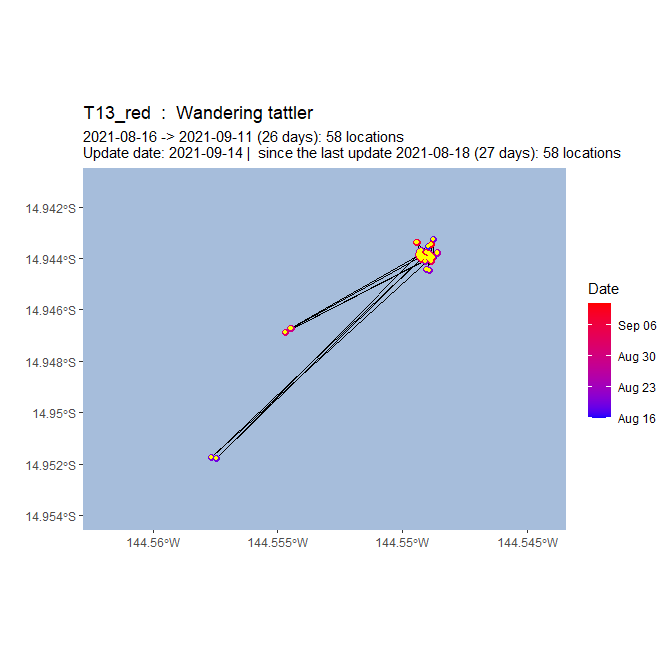 T13_red : Wandering tattler
2021-08-16 -> 2021-09-11 (26 days): 58 locations
Update date: 2021-09-14 | since the last update 2021-08-18 (27 days): 58 locations
14.942°S
14.944°S
14.946°S
14.948°S
14.95°S
14.952°S
14.954°S
144.56°W
144.555°W
144.55°W
144.545°W
Date
Sep 06
Aug 30
Aug 23
Aug 16